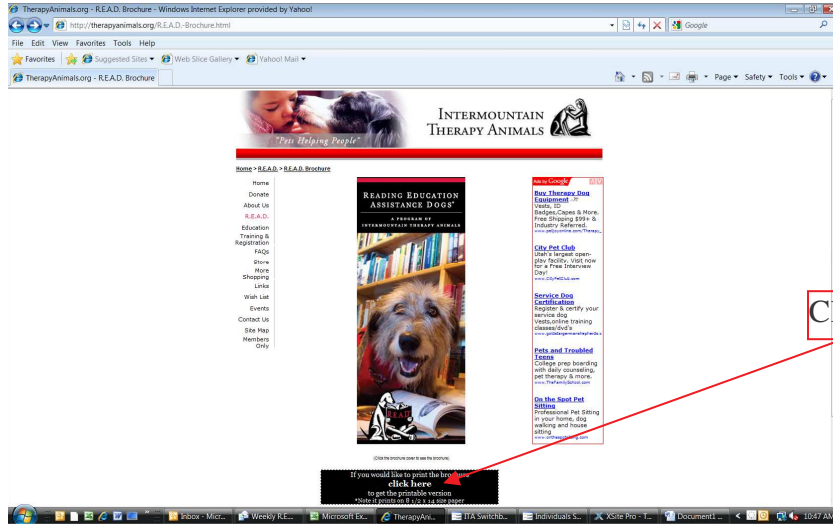 TherapyAnimals.org - R.E.A.D. Brochure - Windows Internet Explorer provided by Yahoo!
http://therapyanimals.org/R.E.A.D.-Brochure.html
Google
File Edit View Favorites Tools Help
Favorites Suggested Sites Web Slice Gallery Yahoo! Mail
TherapyAnimals.org - R.E.A.D. Brochure
Page Safety Tools
"Pets Helping People"
INTERMOUNTAIN
THERAPY ANIMALS
Home > R.E.A.D. > R.E.A.D. Brochure
Home
Donate
About Us
R.E.A.D.
Education
Training &
Registration
FAQs
Store
More
Shopping
Links
Wish List
Events
Contact Us
Site Map
Members
Only
READING EDUCATION
ASSISTANCE DOGS®
A PROGRAM OF
INTERMOUNTAIN THERAPY ANIMALS
R.E.A.D.
(Click the brochure cover to see the brochure)
If you would like to print the brochure
click here
to get the printable version
*Note it prints on 8 1/2 x 14 size paper
Ads by Google
Buy Therapy Dog
Equipment
Vests, ID
Badges,Capes & More.
Free Shipping $99+ &
Industry Referred.
City Pet Club
Utah's largest open-
play facility. Visit now
for a Free Interview
Day!
www.CityPetClub.com
Service Dog
Certification
Register & certify your
service dog
Vests,online training
classes/dvd's
Pets and Troubled
Teens
College prep boarding
with daily counseling,
pet therapy & more.
www.TheFamilySchool.com
On the Spot Pet
Sitting
Professional Pet Sitting
in your home, dog
walking and house
sitting
www.onthespotsitting.com
Inbox - Micr... Weekly R.E... Microsoft Ex... TherapyAni... ITA Switchb... Individuals S... XSite Pro - T... Document1 ... 10:47 AM